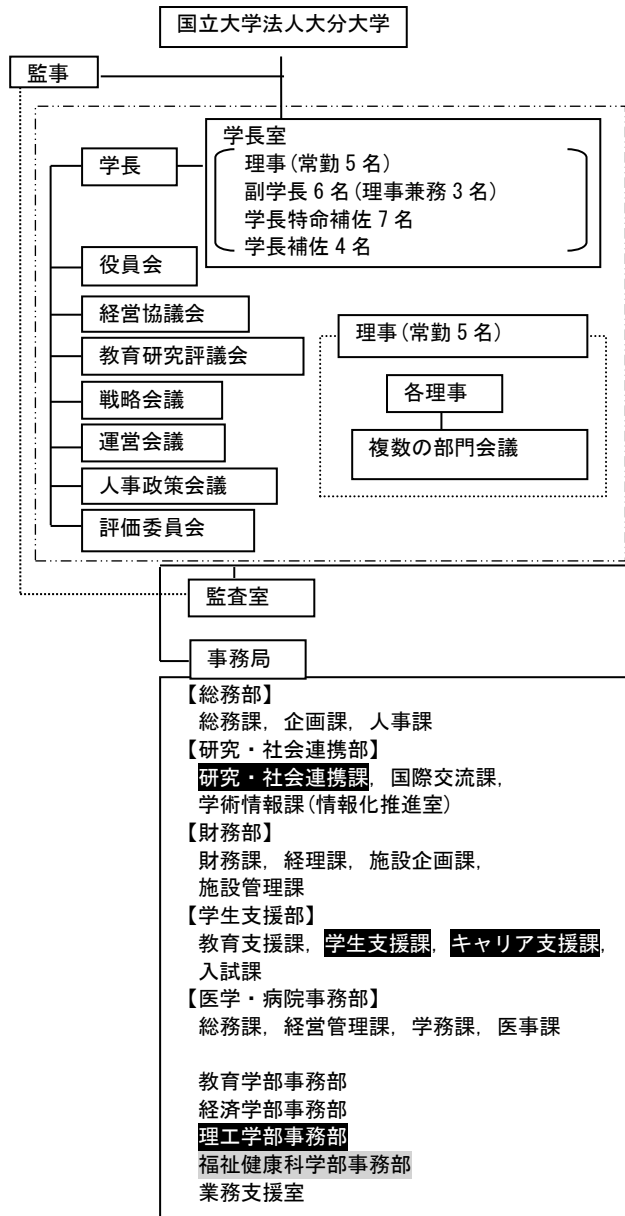 国立大学法人大分大学
監事
学長
学長室
理事(常勤5名)
副学長6名(理事兼務3名)
学長特命補佐7名
学長補佐4名
役員会
経営協議会
教育研究評議会
戦略会議
運営会議
人事政策会議
評価委員会
理事(常勤5名)
各理事
複数の部門会議
監査室
事務局
【総務部】
総務課, 企画課, 人事課
【研究・社会連携部】
研究・社会連携課, 国際交流課,
学術情報課(情報化推進室)
【財務部】
財務課, 経理課, 施設企画課,
施設管理課
【学生支援部】
教育支援課, 学生支援課, キャリア支援課,
入試課
【医学・病院事務部】
総務課, 経営管理課, 学務課, 医事課
教育学部事務部
経済学部事務部
理工学部事務部
福祉健康科学部事務部
業務支援室